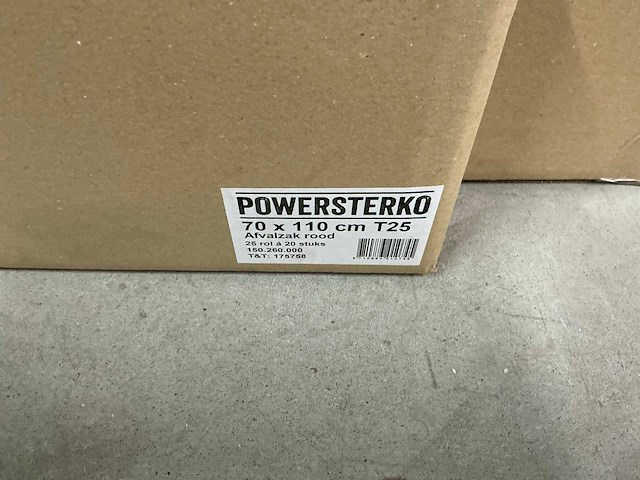 POWERSTERKO
70 x 110 cm T25
Afvalzak rood
25 rol á 20 stuks
150.260.000
T&T: 175758